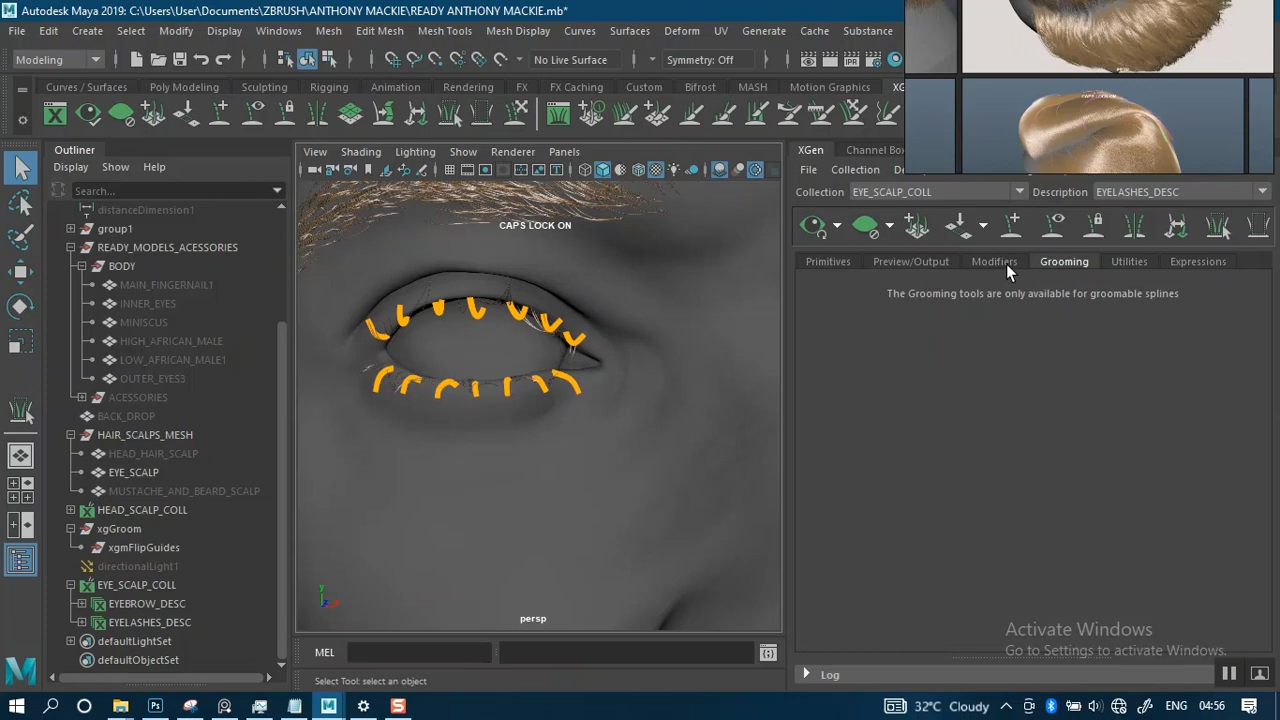 Autodesk Maya 2019: C:\Users\User\Documents\ZBRUSH\ANTHONY MACKIE\READY ANTHONY MACKIE.mb*
File Edit Create Select Modify Display Windows Mesh Edit Mesh Mesh Tools Mesh Display Curves Surfaces Deform UV Generate Cache Substance
Modeling No Live Surface Symmetry: Off
Curves / Surfaces Poly Modeling Sculpting Rigging Animation Rendering FX FX Caching Custom Bifrost MASH Motion Graphics
Outliner
Display Show Help
Search...
distanceDimension1
group1
READY_MODELS_ACESSORIES
BODY
INNER_FINGERNAIL1
INNER_EYES
MINISCUS
HIGH_AFRICAN_MALE
LOW_AFRICAN_MALE1
OUTER_EYES3
ACESSORIES
BACK_DROP
HAIR_SCALPS_MESH
HEAD_HAIR_SCALP
EYE_SCALP
MUSTACHE_AND_BEARD_SCALP
HEAD_SCALP_COLL
xgGroom
xgmFlipGuides
directionalLight1
EYE_SCALP_COLL
EYEBROW_DESC
EYELASHES_DESC
defaultLightSet
defaultObjectSet
View Shading Lighting Show Renderer Panels
CAPS LOCK ON
persp
XGen Channel Box
File Collection
Collection EYE_SCALP_COLL Description EYELASHES_DESC
Primitives Preview/Output Modifiers Grooming Utilities Expressions
The Grooming tools are only available for groomable splines
Activate Windows
Go to Settings to activate Windows.
Log
MEL
Select Tool: select an object
32°C Cloudy ENG 04:56